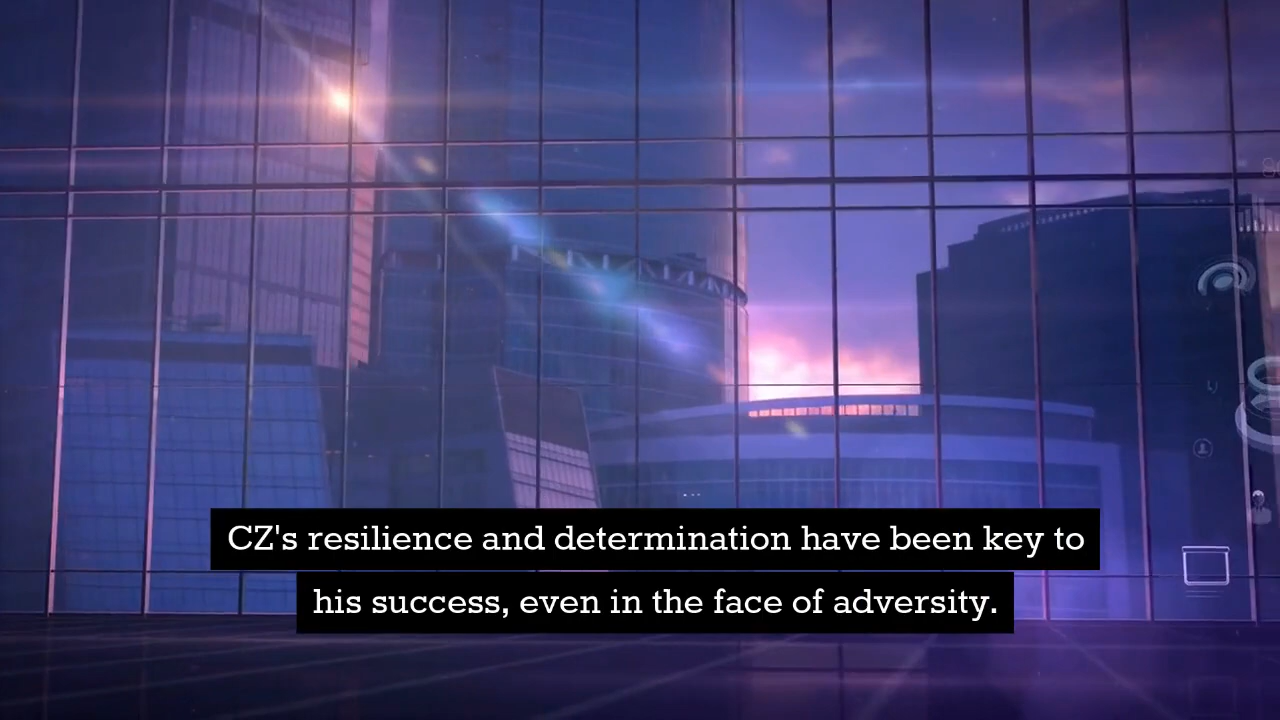 CZ's resilience and determination have been key to
his success, even in the face of adversity.